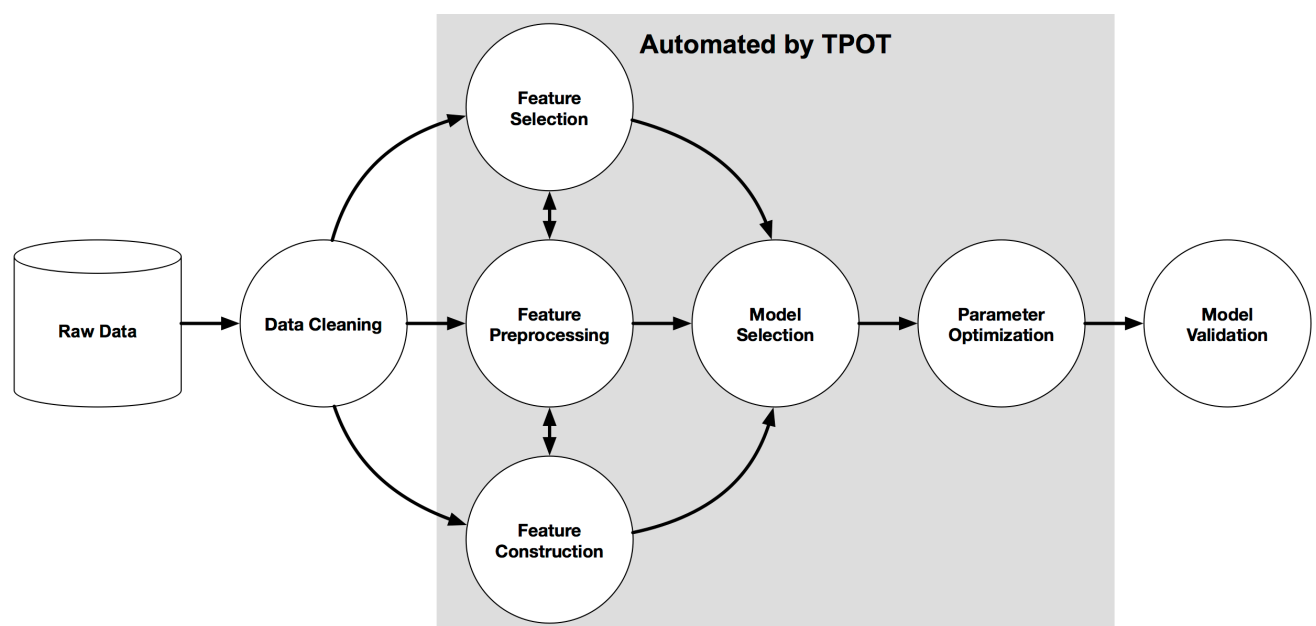 Automated by TPOT
Feature
Selection
Raw Data
Data Cleaning
Feature
Preprocessing
Model
Selection
Parameter
Optimization
Model
Validation
Feature
Construction